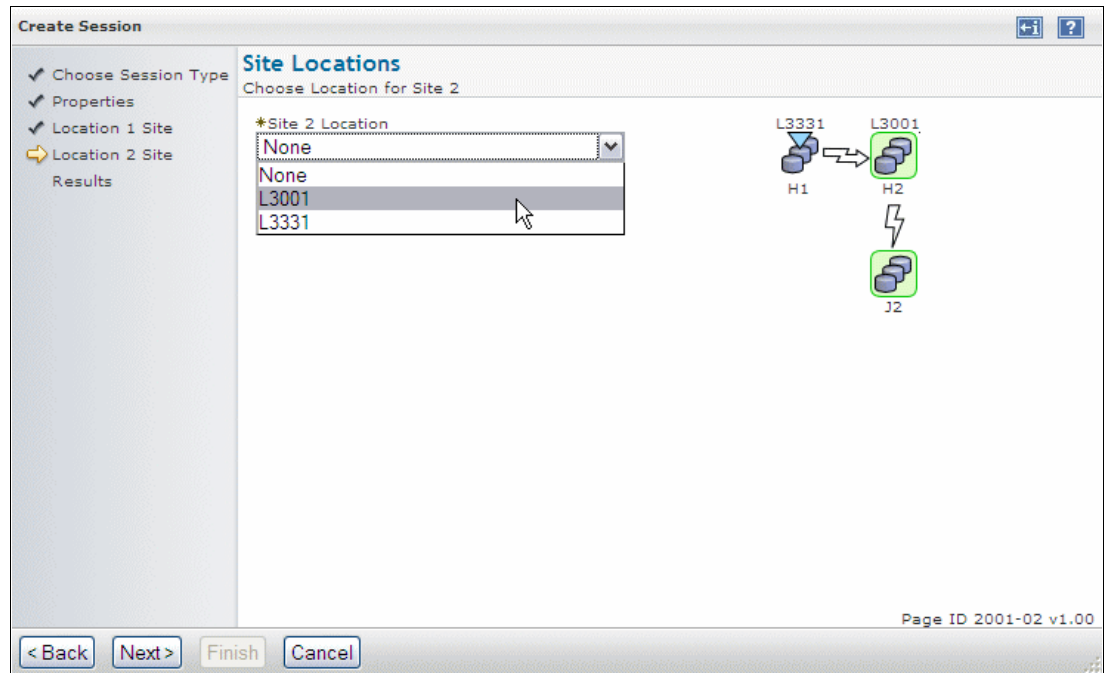 Create Session
?
Choose Session Type
Properties
Location 1 Site
Location 2 Site
Results
Site Locations
Choose Location for Site 2
*Site 2 Location
None
None
L3001
L3331
L3331 L3001
H1 H2
J2
Page ID 2001-02 v1.00
< Back Next > Finish Cancel